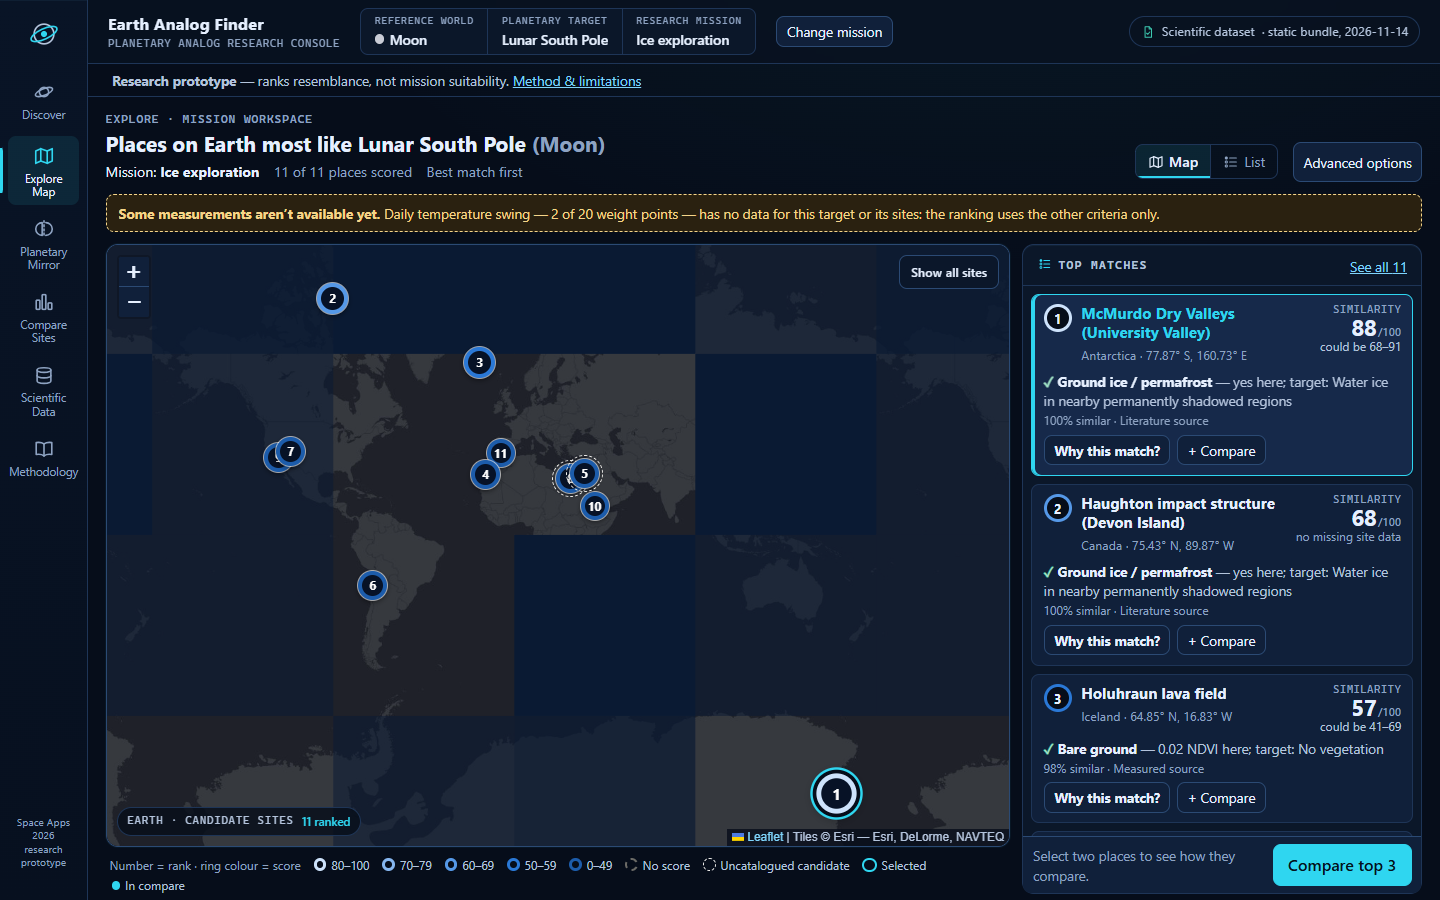 Earth Analog Finder
PLANETARY ANALOG RESEARCH CONSOLE
REFERENCE WORLD
Moon
PLANETARY TARGET
Lunar South Pole
RESEARCH MISSION
Ice exploration
Change mission
Scientific dataset · static bundle, 2026-11-14
Research prototype — ranks resemblance, not mission suitability. Method & limitations
Discover
Explore
Map
Planetary
Mirror
Compare
Sites
Scientific
Data
Methodology
Space Apps
2026
research
prototype
EXPLORE · MISSION WORKSPACE
Places on Earth most like Lunar South Pole (Moon)
Mission: Ice exploration 11 of 11 places scored Best match first
Map
List
Advanced options
Some measurements aren't available yet. Daily temperature swing — 2 of 20 weight points — has no data for this target or its sites: the ranking uses the other criteria only.
+
−
Show all sites
2
3
7
11
4
5
10
6
1
EARTH · CANDIDATE SITES 11 ranked
Leaflet | Tiles © Esri — Esri, DeLorme, NAVTEQ
Number = rank · ring colour = score 80–100 70–79 60–69 50–59 0–49 No score Uncatalogued candidate Selected
In compare
TOP MATCHES
See all 11
1
McMurdo Dry Valleys
(University Valley)
Antarctica · 77.87° S, 160.73° E
SIMILARITY
88/100
could be 68–91
✓ Ground ice / permafrost — yes here; target: Water ice
in nearby permanently shadowed regions
100% similar · Literature source
Why this match?
+ Compare
2
Haughton impact structure
(Devon Island)
Canada · 75.43° N, 89.87° W
SIMILARITY
68/100
no missing site data
✓ Ground ice / permafrost — yes here; target: Water ice
in nearby permanently shadowed regions
100% similar · Literature source
Why this match?
+ Compare
3
Holuhraun lava field
Iceland · 64.85° N, 16.83° W
SIMILARITY
57/100
could be 41–69
✓ Bare ground — 0.02 NDVI here; target: No vegetation
98% similar · Measured source
Why this match?
+ Compare
Select two places to see how they
compare.
Compare top 3